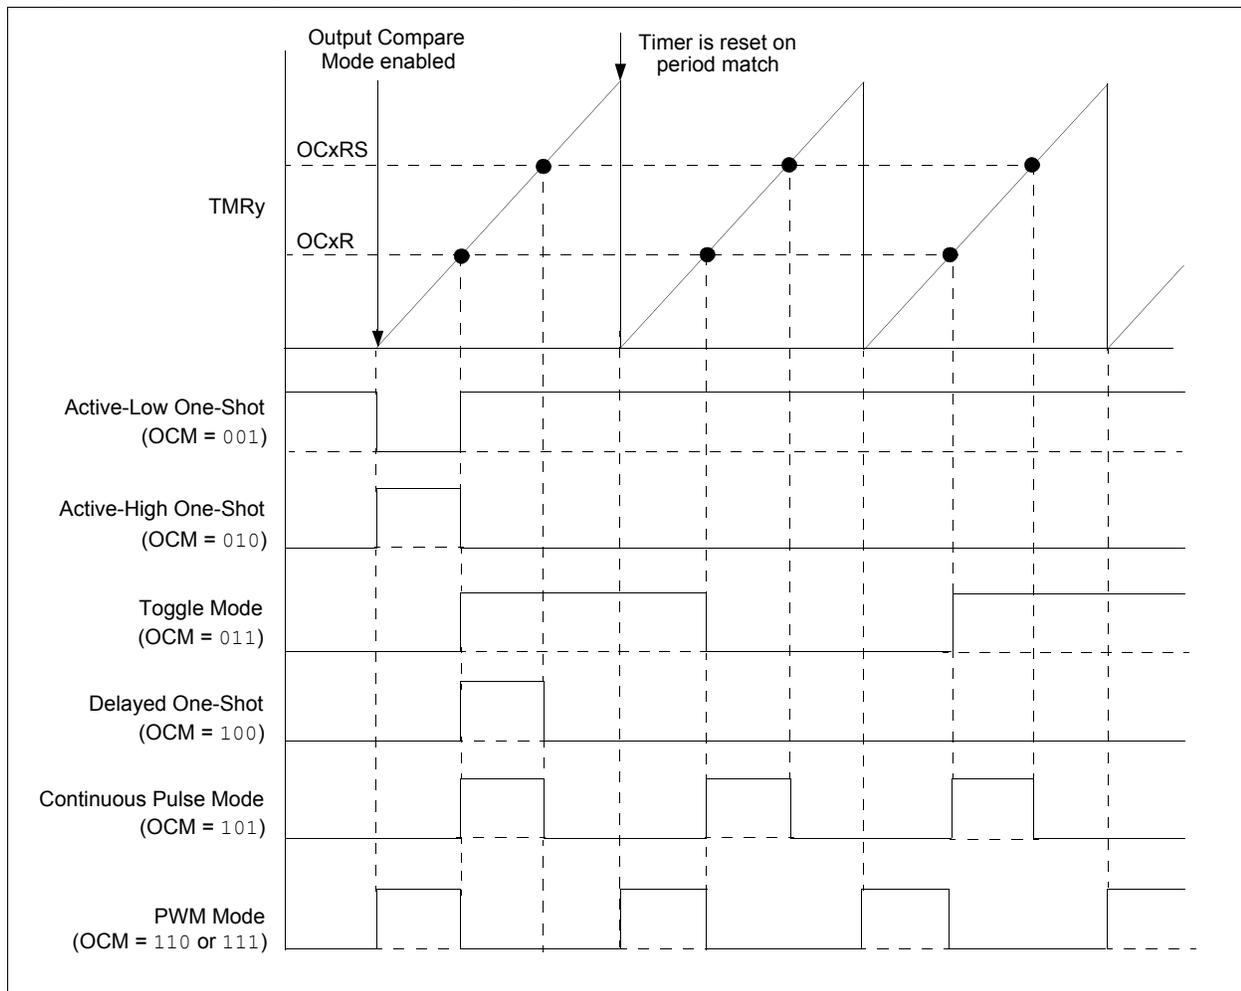 Output Compare
Mode enabled
Timer is reset on
period match
OCxRS
TMRy
OCxR
Active-Low One-Shot
(OCM = 001)
Active-High One-Shot
(OCM = 010)
Toggle Mode
(OCM = 011)
Delayed One-Shot
(OCM = 100)
Continuous Pulse Mode
(OCM = 101)
PWM Mode
(OCM = 110 or 111)